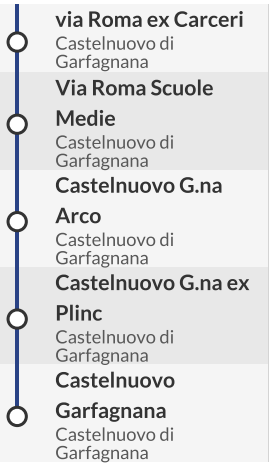 via Roma ex Carceri
Castelnuovo di
Garfagnana
Via Roma Scuole
Medie
Castelnuovo di
Garfagnana
Castelnuovo G.na
Arco
Castelnuovo di
Garfagnana
Castelnuovo G.na ex
Plinc
Castelnuovo di
Garfagnana
Castelnuovo
Garfagnana
Castelnuovo di
Garfagnana